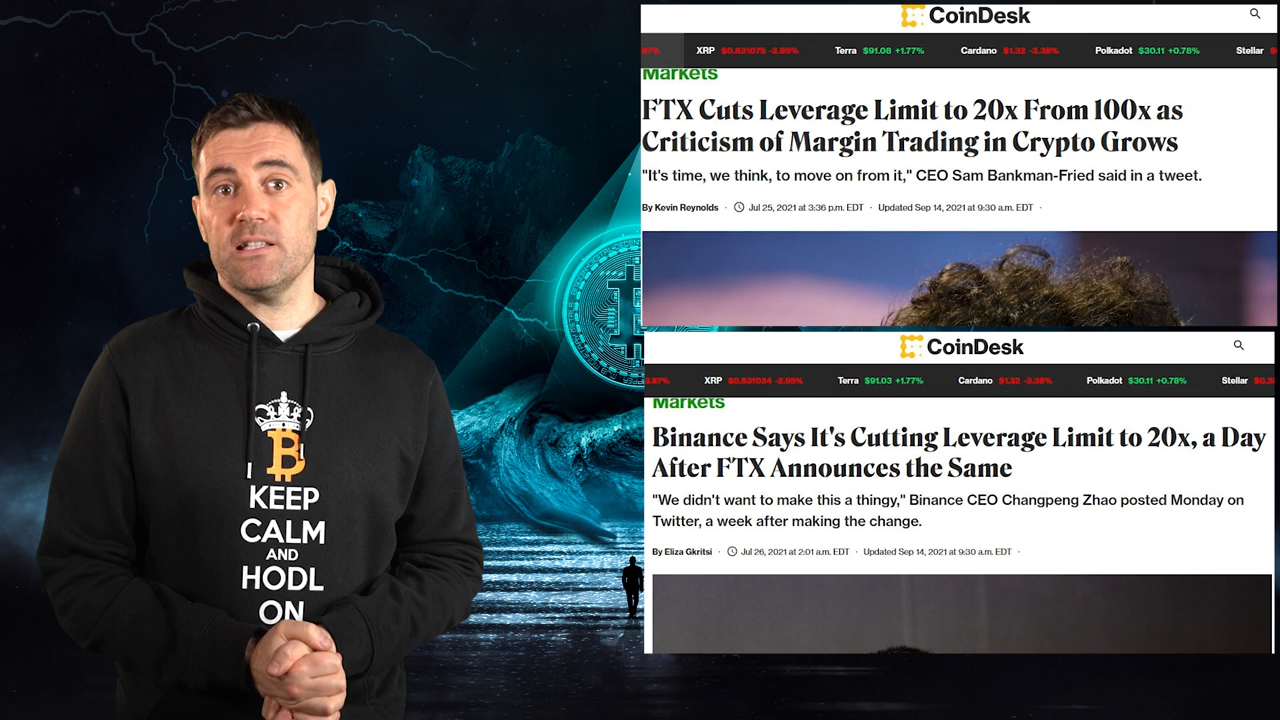 KEEP
CALM
AND
HODL
ON
CoinDesk
XRP $0.831075 -2.95% Terra $91.08 +1.77% Cardano $1.32 -3.38% Polkadot $30.11 +0.78% Stellar
Markets
FTX Cuts Leverage Limit to 20x From 100x as
Criticism of Margin Trading in Crypto Grows
"It's time, we think, to move on from it," CEO Sam Bankman-Fried said in a tweet.
By Kevin Reynolds · Jul 25, 2021 at 3:36 p.m. EDT · Updated Sep 14, 2021 at 9:30 a.m. EDT ·
CoinDesk
XRP $0.831034 -2.95% Terra $91.03 +1.77% Cardano $1.32 -3.36% Polkadot $30.11 +0.78% Stellar
Markets
Binance Says It's Cutting Leverage Limit to 20x, a Day
After FTX Announces the Same
"We didn't want to make this a thingy," Binance CEO Changpeng Zhao posted Monday on
Twitter, a week after making the change.
By Eliza Gkritsi · Jul 26, 2021 at 2:01 a.m. EDT · Updated Sep 14, 2021 at 9:30 a.m. EDT ·